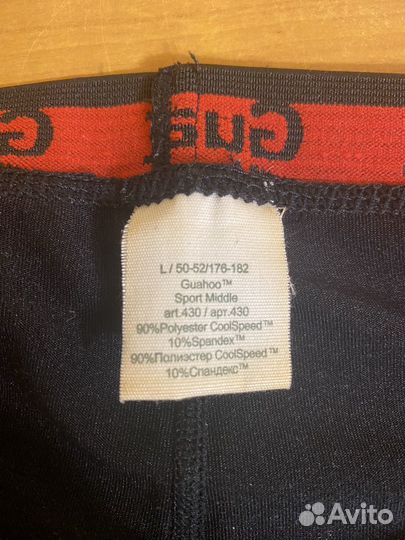 L / 50-52/176-182
Guahoo™
Sport Middle
art.430 / арт.430
90%Polyester CoolSpeed™
10%Spandex™
90%Полиэстер CoolSpeed™
10%Спандекс™
Avito